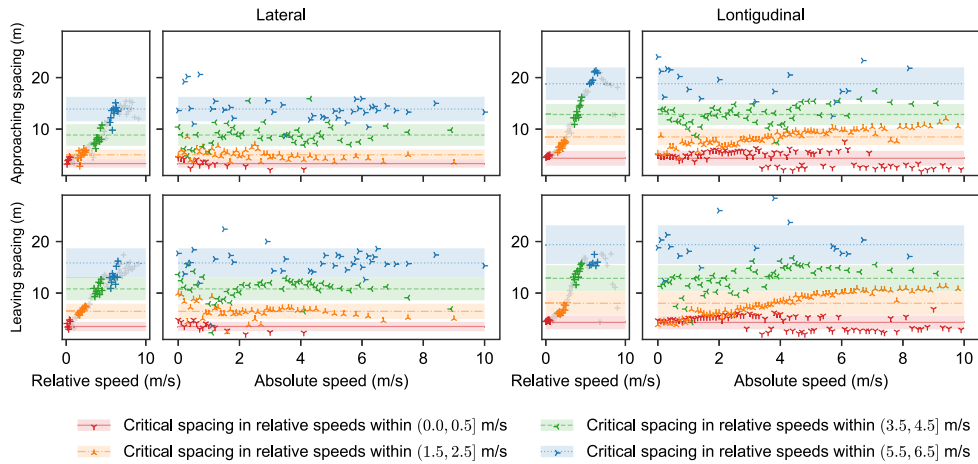 Lateral
Lontigudinal
Approaching spacing (m)
20
10
20
10
Leaving spacing (m)
20
10
20
10
0 10
0 2 4 6 8 10
0 10
0 2 4 6 8 10
Relative speed (m/s)
Absolute speed (m/s)
Relative speed (m/s)
Absolute speed (m/s)
Critical spacing in relative speeds within (0.0, 0.5] m/s
Critical spacing in relative speeds within (1.5, 2.5] m/s
Critical spacing in relative speeds within (3.5, 4.5] m/s
Critical spacing in relative speeds within (5.5, 6.5] m/s